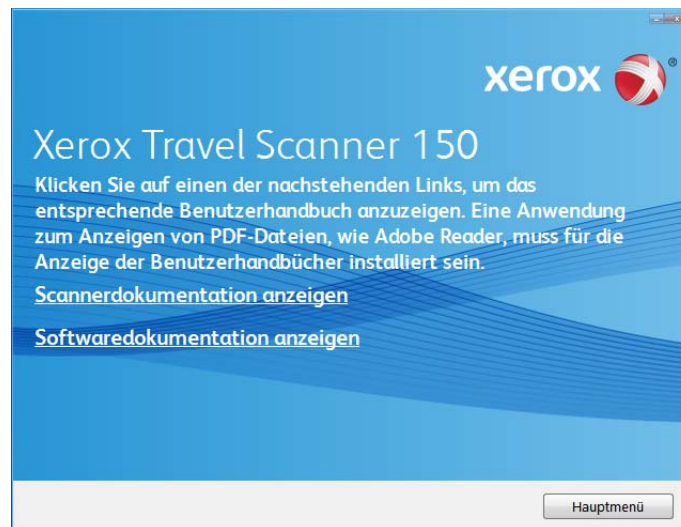 xerox ®
Xerox Travel Scanner 150
Klicken Sie auf einen der nachstehenden Links, um das
entsprechende Benutzerhandbuch anzuzeigen. Eine Anwendung
zum Anzeigen von PDF-Dateien, wie Adobe Reader, muss für die
Anzeige der Benutzerhandbücher installiert sein.
Scannerdokumentation anzeigen
Softwaredokumentation anzeigen
Hauptmenü